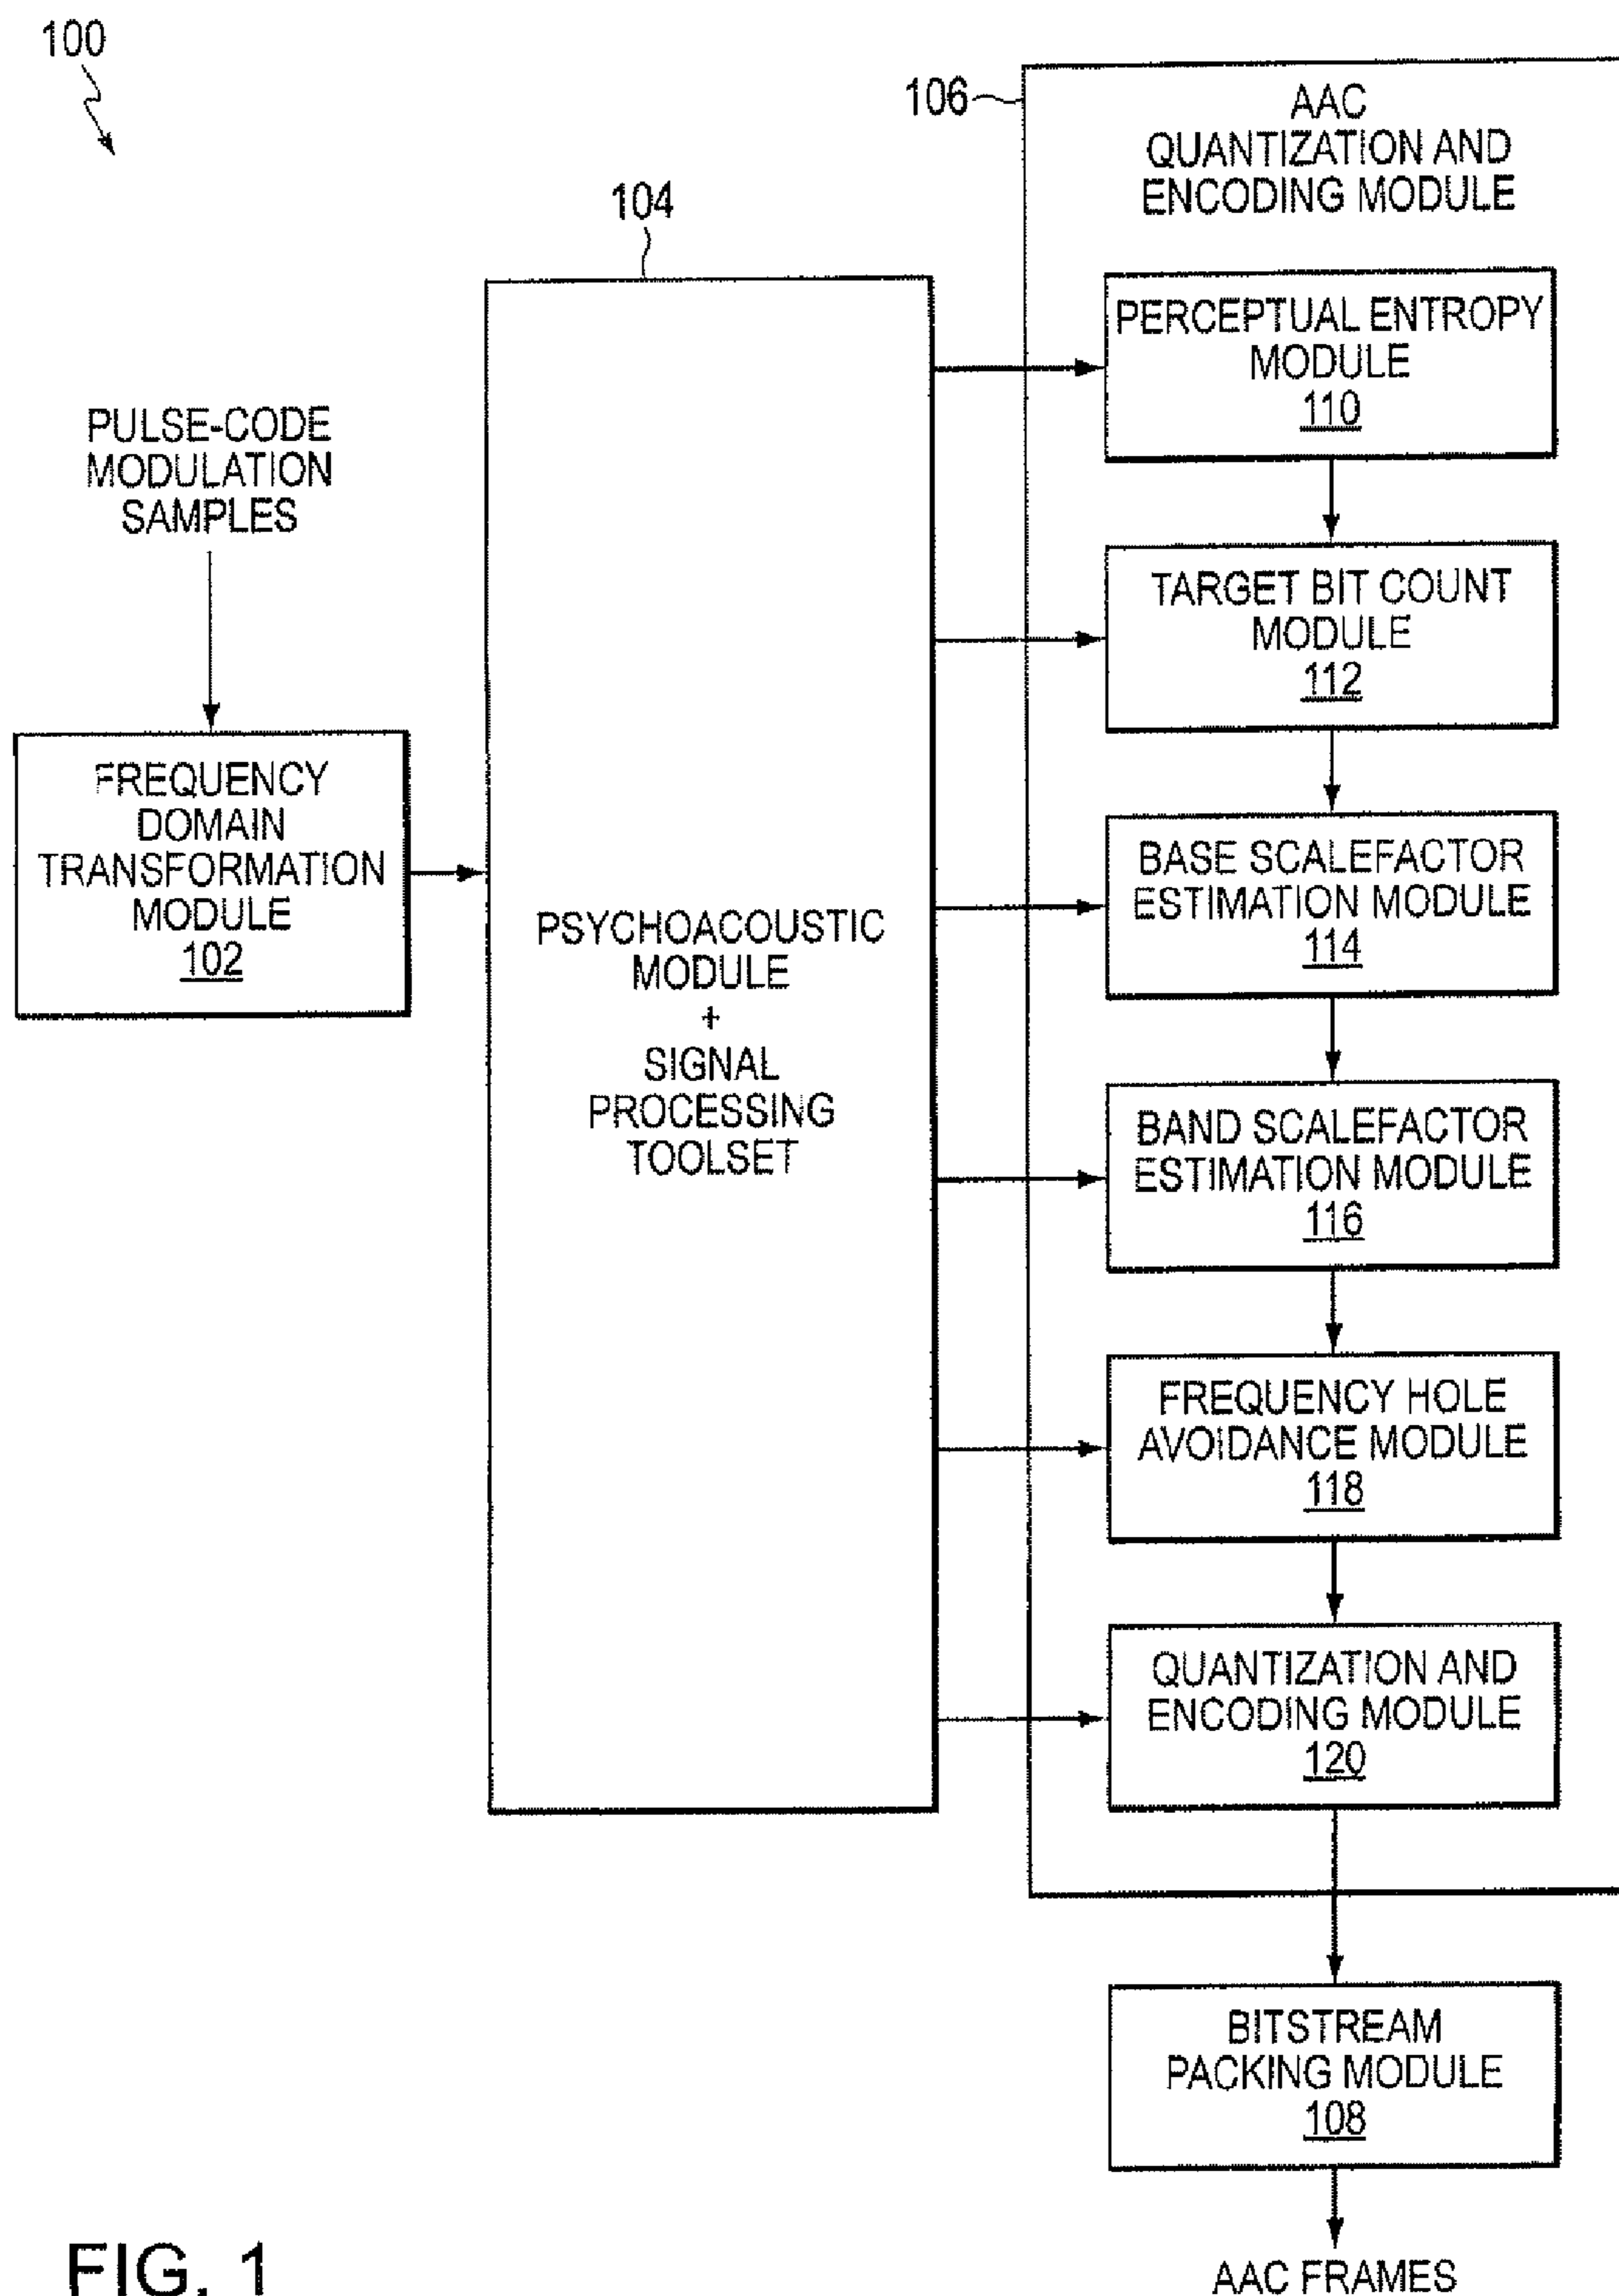 100
106
AAC
QUANTIZATION AND
ENCODING MODULE
104
PERCEPTUAL ENTROPY
MODULE
110
PULSE-CODE
MODULATION
SAMPLES
TARGET BIT COUNT
MODULE
112
FREQUENCY
DOMAIN
TRANSFORMATION
MODULE
102
PSYCHOACOUSTIC
MODULE
+
SIGNAL
PROCESSING
TOOLSET
BASE SCALEFACTOR
ESTIMATION MODULE
114
BAND SCALEFACTOR
ESTIMATION MODULE
116
FREQUENCY HOLE
AVOIDANCE MODULE
118
QUANTIZATION AND
ENCODING MODULE
120
BITSTREAM
PACKING MODULE
108
AAC FRAMES
FIG. 1